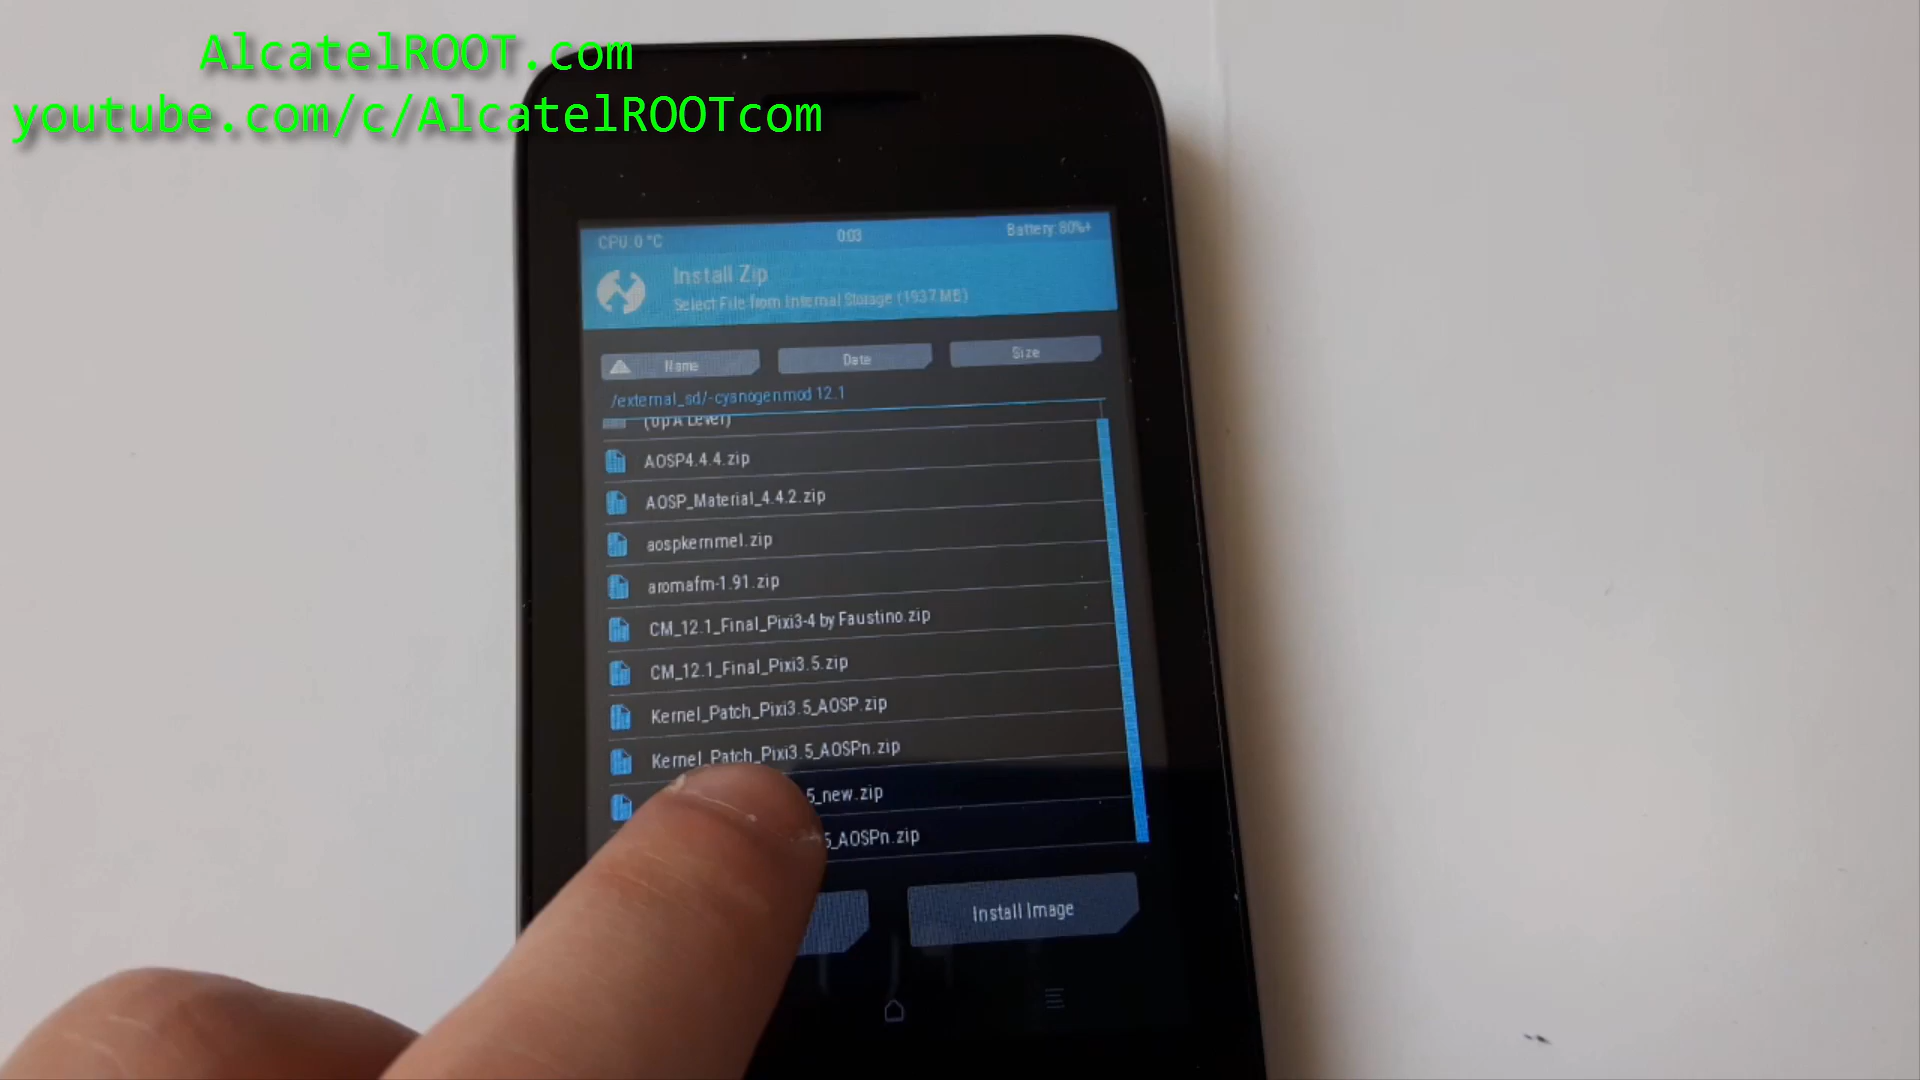 AlcatelROOT.com
youtube.com/c/AlcatelROOTcom
CPU: 0 °C 0:03 Battery: 80%+
Install Zip
Select File from Internal Storage (1937 MB)
Name Date Size
/external_sd/-cyanogenmod 12.1
(Up A Level)
AOSP4.4.4.zip
AOSP_Material_4.4.2.zip
aospkernmel.zip
aromafm-1.91.zip
CM_12.1_Final_Pixi3-4 by Faustino.zip
CM_12.1_Final_Pixi3.5.zip
Kernel_Patch_Pixi3.5_AOSP.zip
Kernel_Patch_Pixi3.5_AOSPn.zip
5_new.zip
5_AOSPn.zip
Install Image